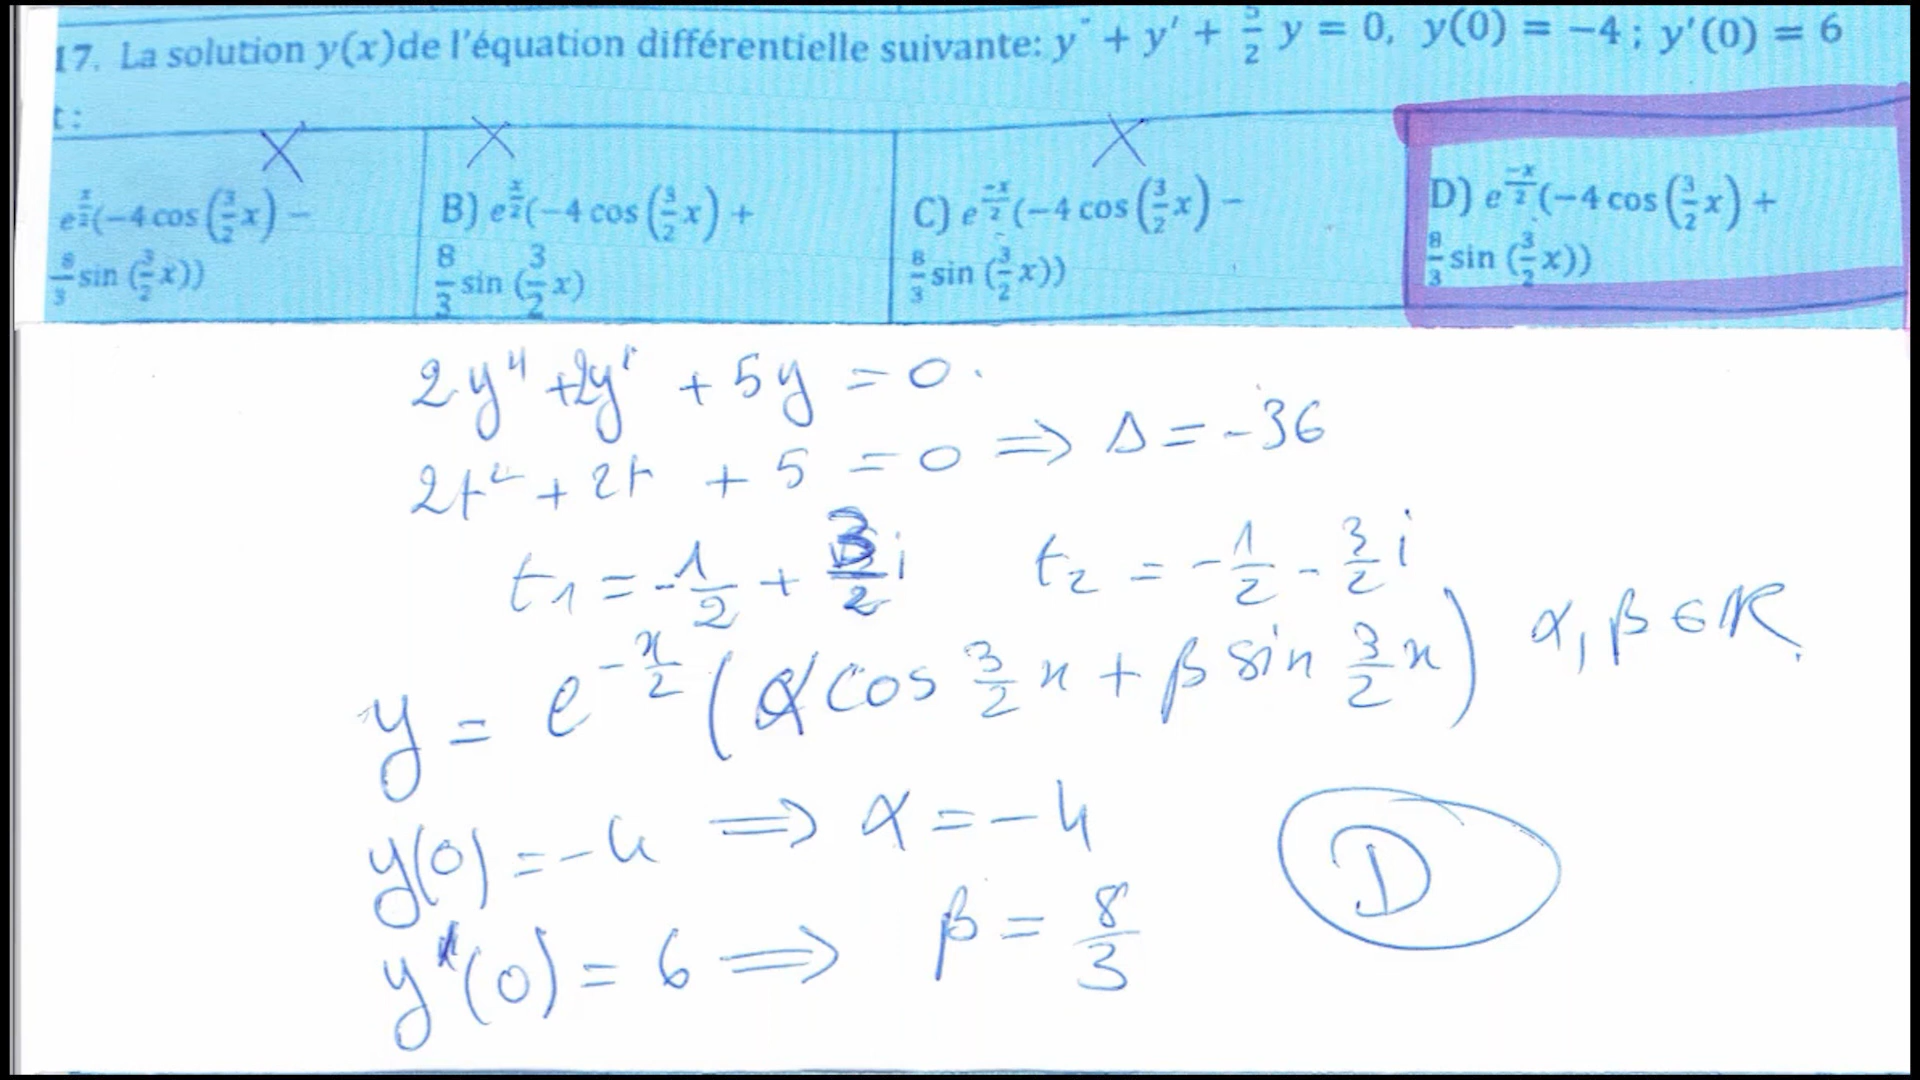 17. La solution y(x)de l'équation différentielle suivante: y" + y' + 5/2 y = 0, y(0) = −4 ; y'(0) = 6
t :
X X X
e^{x/2}(−4 cos (3/2 x) − 8/3 sin (3/2 x))
B) e^{x/2}(−4 cos (3/2 x) + 8/3 sin (3/2 x)
C) e^{-x/2}(−4 cos (3/2 x) − 8/3 sin (3/2 x))
D) e^{-x/2}(−4 cos (3/2 x) + 8/3 sin (3/2 x))
2y" + 2y' + 5y = 0.
2t² + 2t + 5 = 0 ⟹ Δ = -36
t₁ = -1/2 + 3/2 i t₂ = -1/2 - 3/2 i
y = e^{-x/2} (α cos 3/2 x + β sin 3/2 x) α, β ∈ R.
y(0) = -4 ⟹ α = -4
y'(0) = 6 ⟹ β = 8/3
D